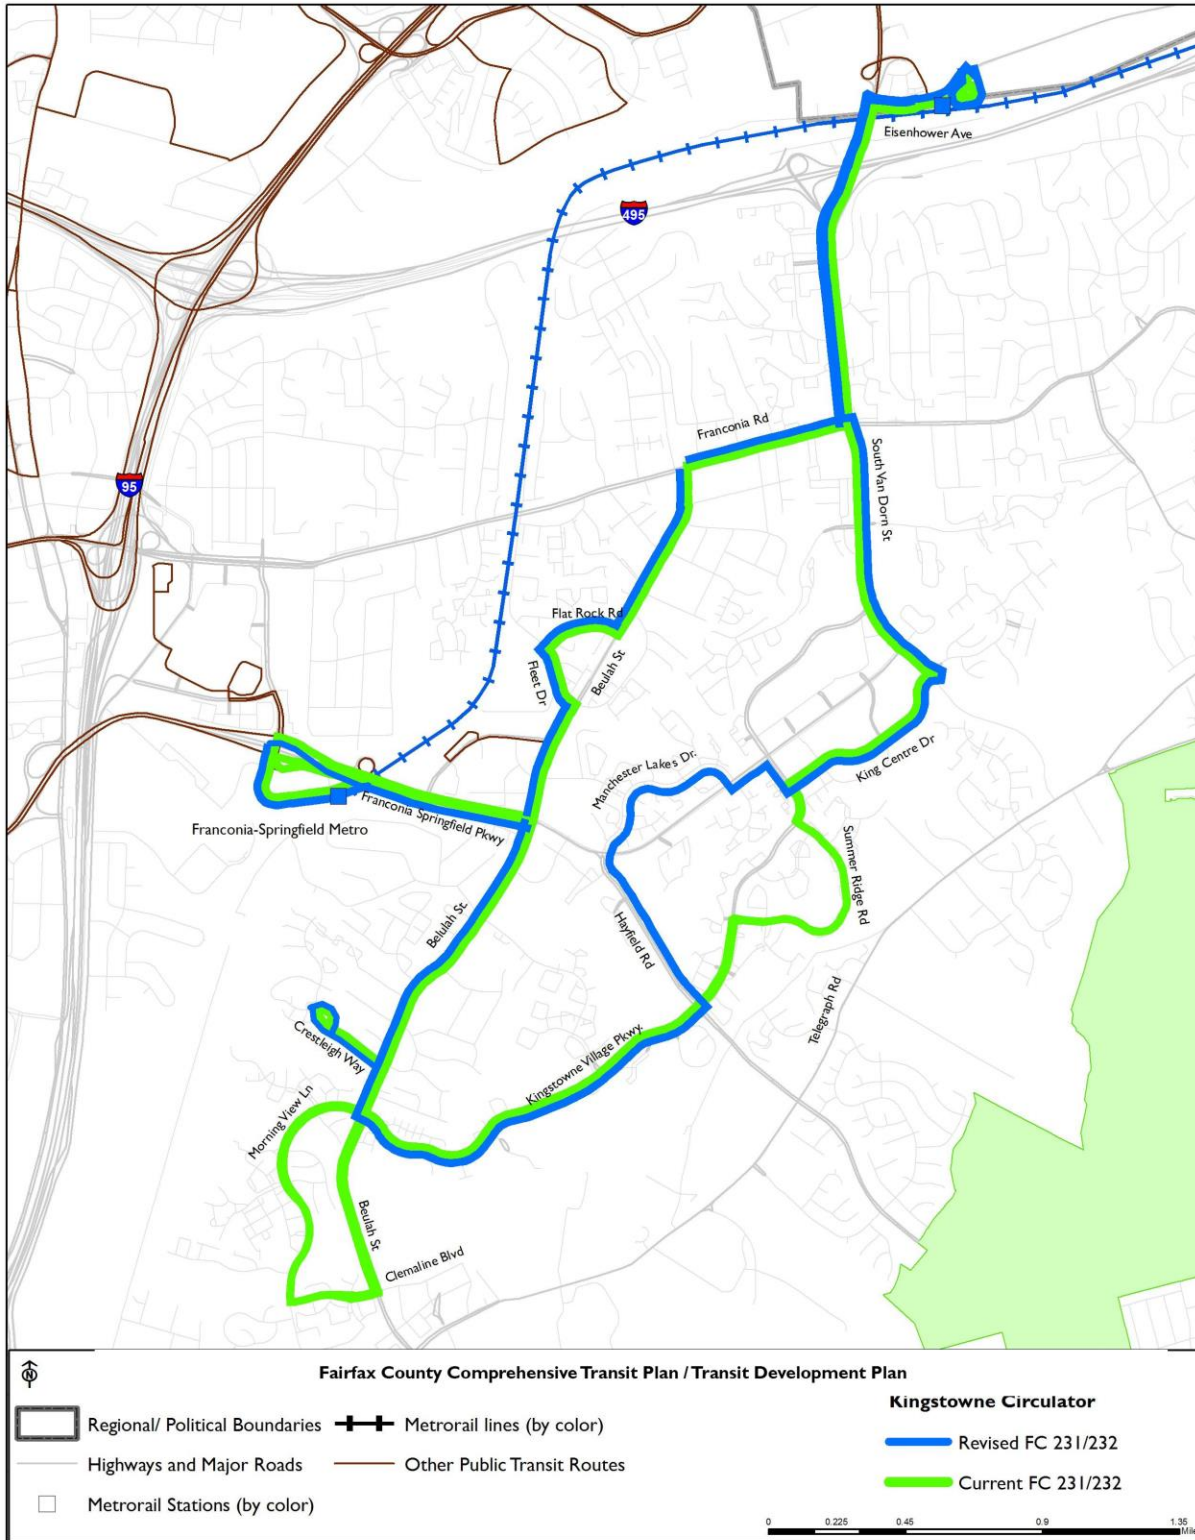 Eisenhower Ave
495
Franconia Rd
South Van Dorn St
95
Flat Rock Rd
Fleet Dr
Beulah St
Manchester Lakes Dr.
King Centre Dr
Franconia Springfield Pkwy
Franconia-Springfield Metro
Summer Ridge Rd
Belulah St.
Hayfield Rd
Telegraph Rd
Crestleigh Way
Kingstowne Village Pkwy.
Morning View Ln
Beulah St
Clemaline Blvd
N
Fairfax County Comprehensive Transit Plan / Transit Development Plan
Kingstowne Circulator
Regional/ Political Boundaries
Metrorail lines (by color)
Revised FC 231/232
Highways and Major Roads
Other Public Transit Routes
Current FC 231/232
Metrorail Stations (by color)
0 0.225 0.45 0.9 1.35
Miles